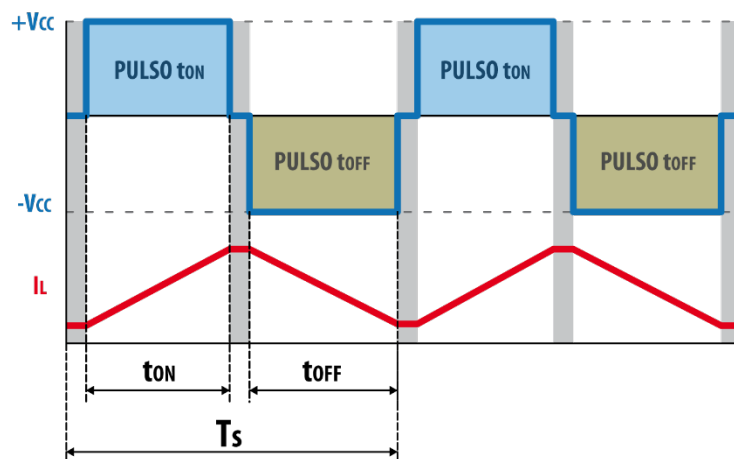 +Vcc
PULSO tON
PULSO tON
PULSO tOFF
PULSO tOFF
-Vcc
IL
tON
tOFF
Ts